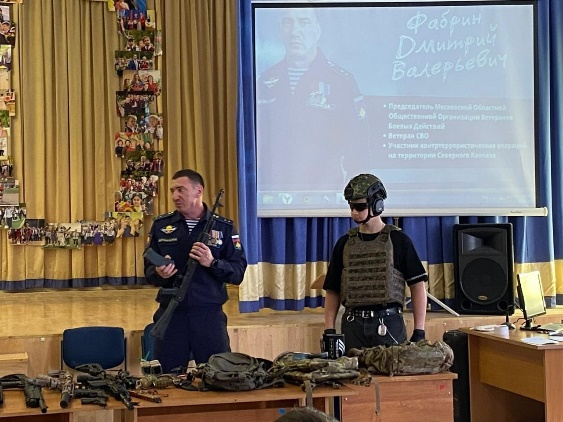 Фабрин
Дмитрий
Валерьевич
• Председатель Московской Областной
Общественной Организации Ветеранов
Боевых Действий
• Ветеран СВО
• Участник контртеррористических операций
на территории Северного Кавказа